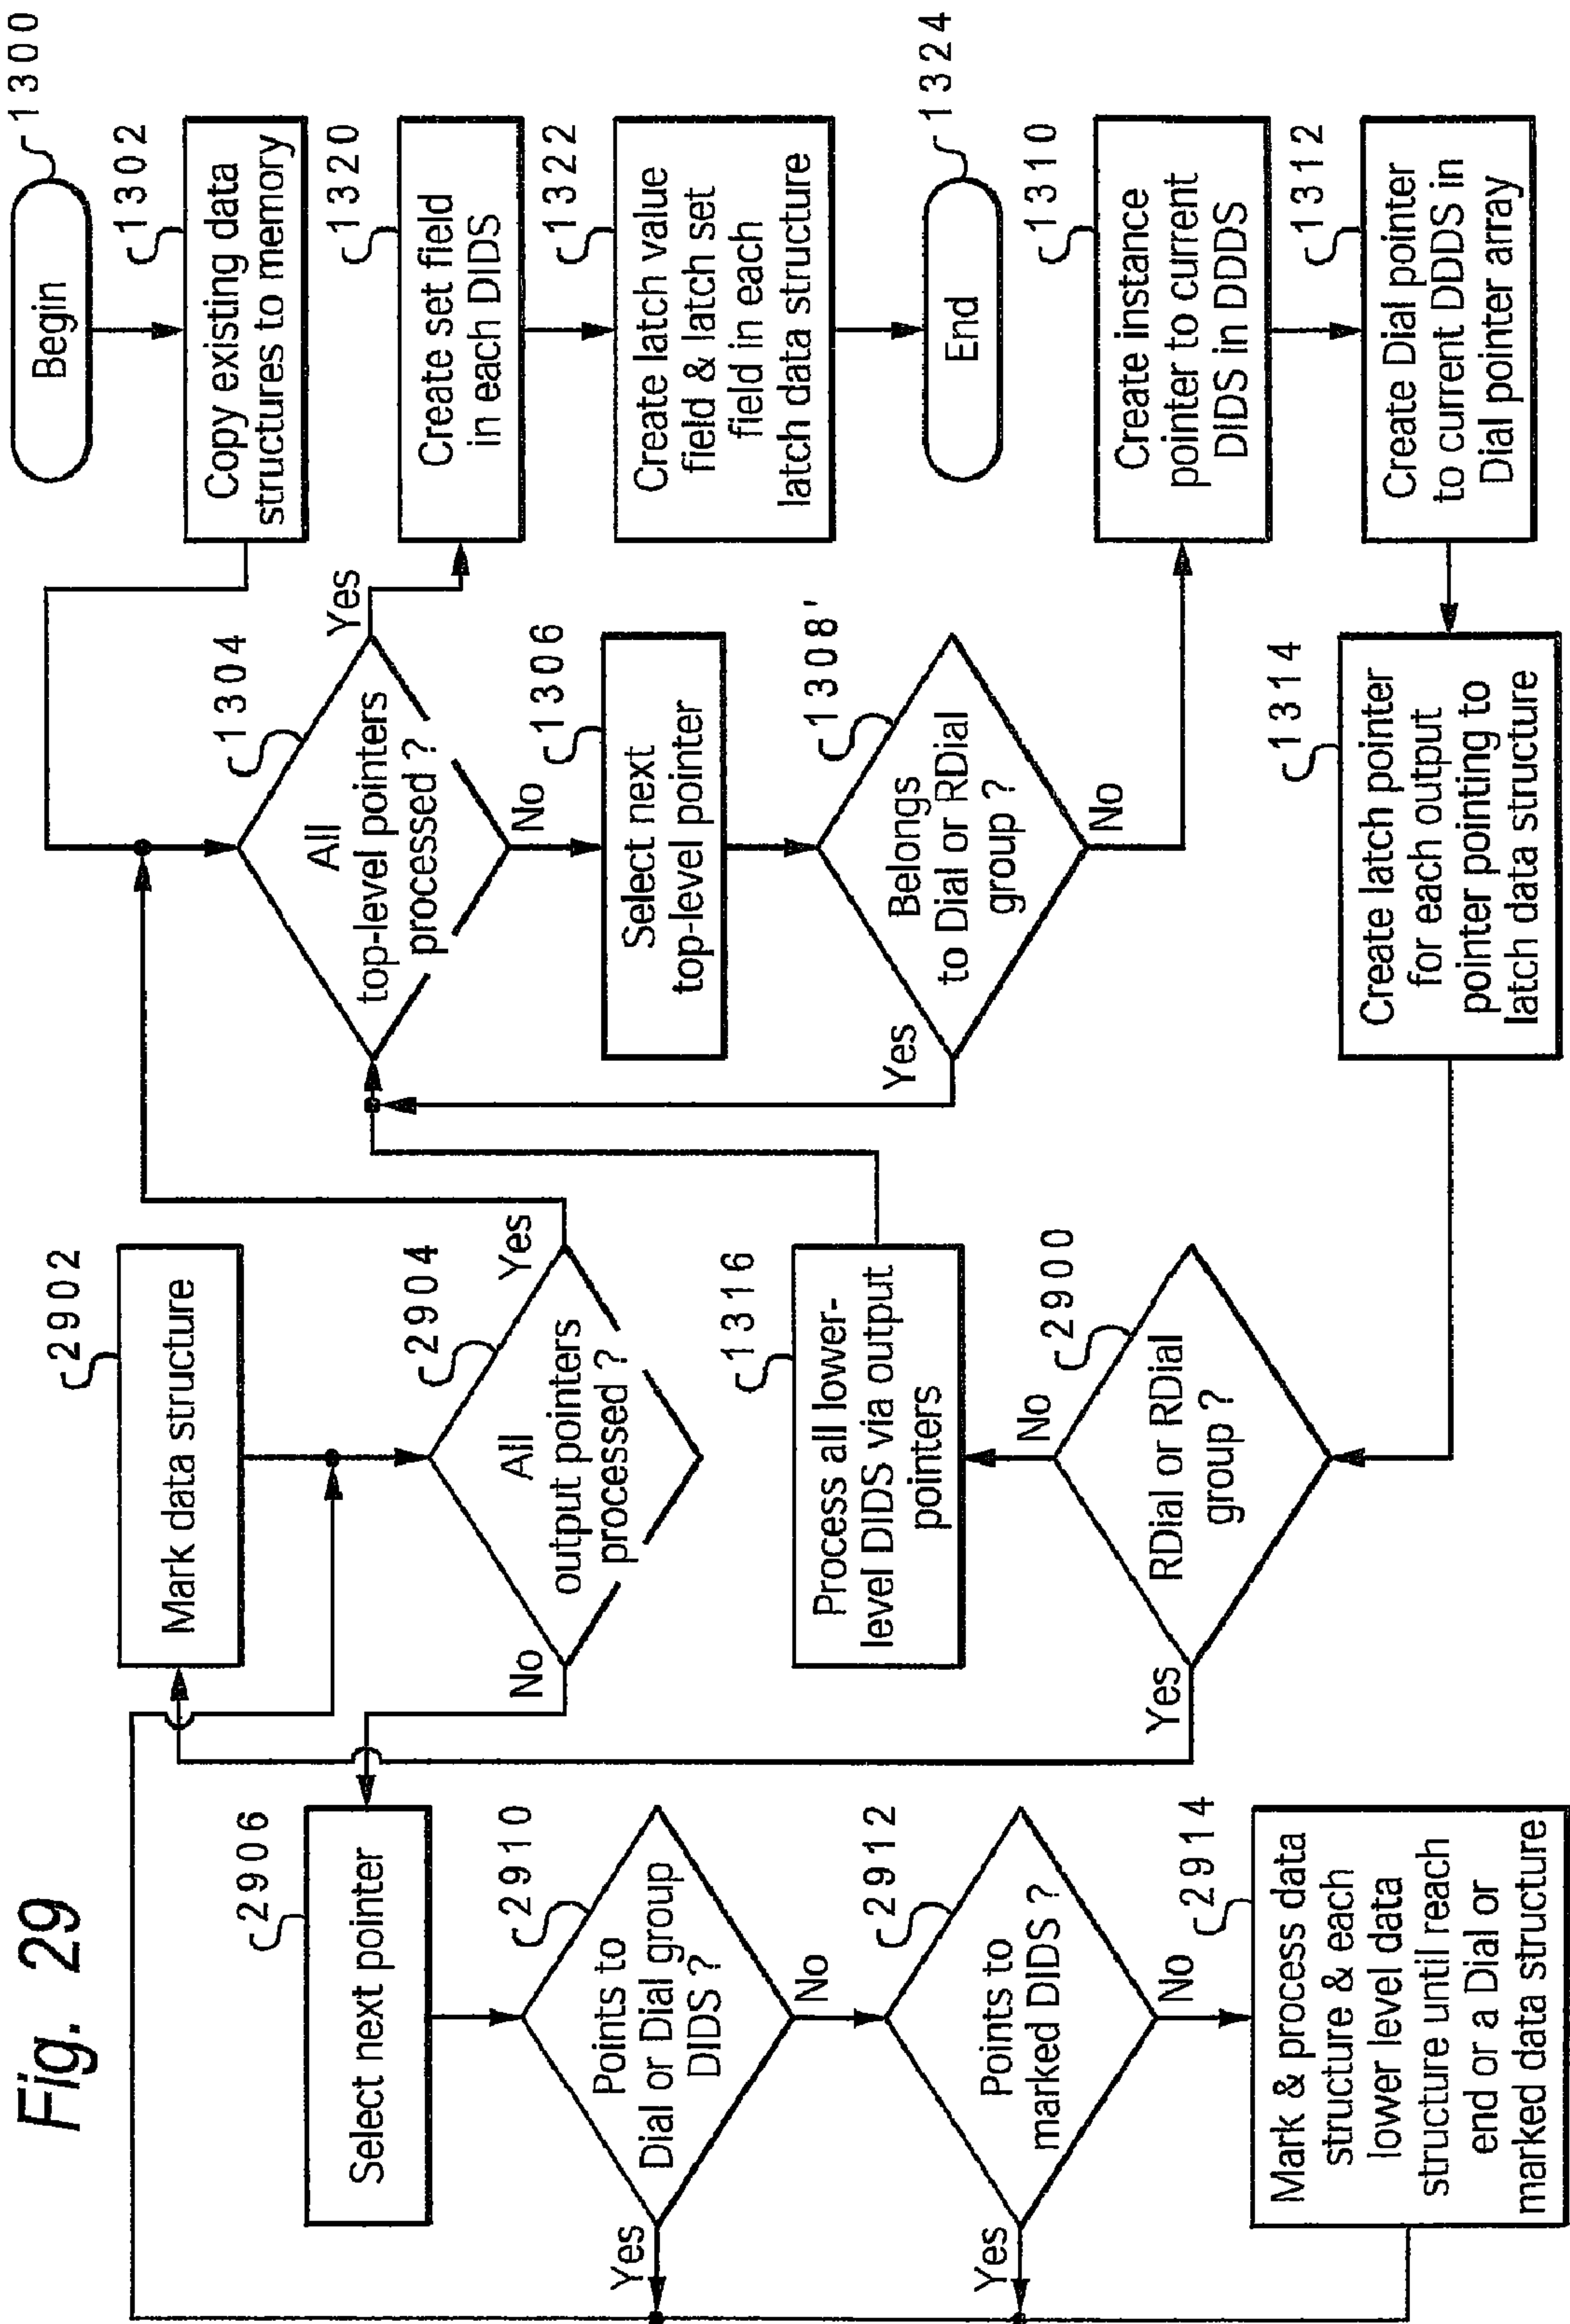 Fig. 29
Begin
1300
1302
Copy existing data
structures to memory
1304
All
top-level pointers
processed ?
Yes
No
1320
Create set field
in each DIDS
1322
Create latch value
field & latch set
field in each
latch data structure
End
1324
1306
Select next
top-level pointer
1308'
Belongs
to Dial or RDial
group ?
Yes
No
1310
Create instance
pointer to current
DIDS in DDDS
1312
Create Dial pointer
to current DDDS in
Dial pointer array
1314
Create latch pointer
for each output
pointer pointing to
latch data structure
2900
RDial or RDial
group ?
No
Yes
1316
Process all lower-
level DIDS via output
pointers
2902
Mark data structure
2904
All
output pointers
processed ?
Yes
No
2906
Select next pointer
2910
Points to
Dial or Dial group
DIDS ?
Yes
No
2912
Points to
marked DIDS ?
Yes
No
2914
Mark & process data
structure & each
lower level data
structure until reach
end or a Dial or
marked data structure